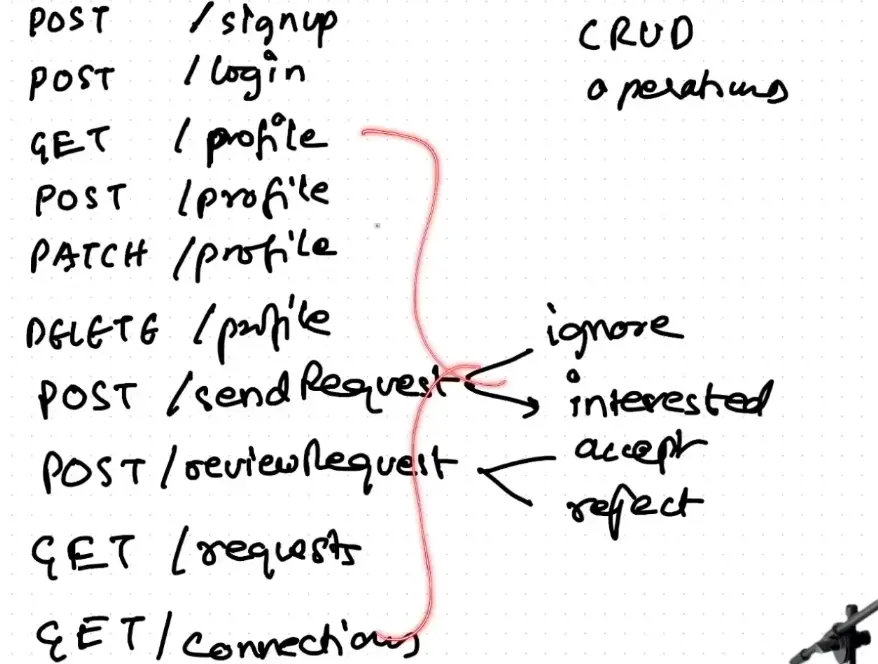 POST /signup
CRUD
operations
POST /login
GET /profile
POST /profile
PATCH /profile
DELETE /profile
POST /sendRequest
ignore
interested
POST /reviewRequest
accept
reject
GET /requests
GET /connections